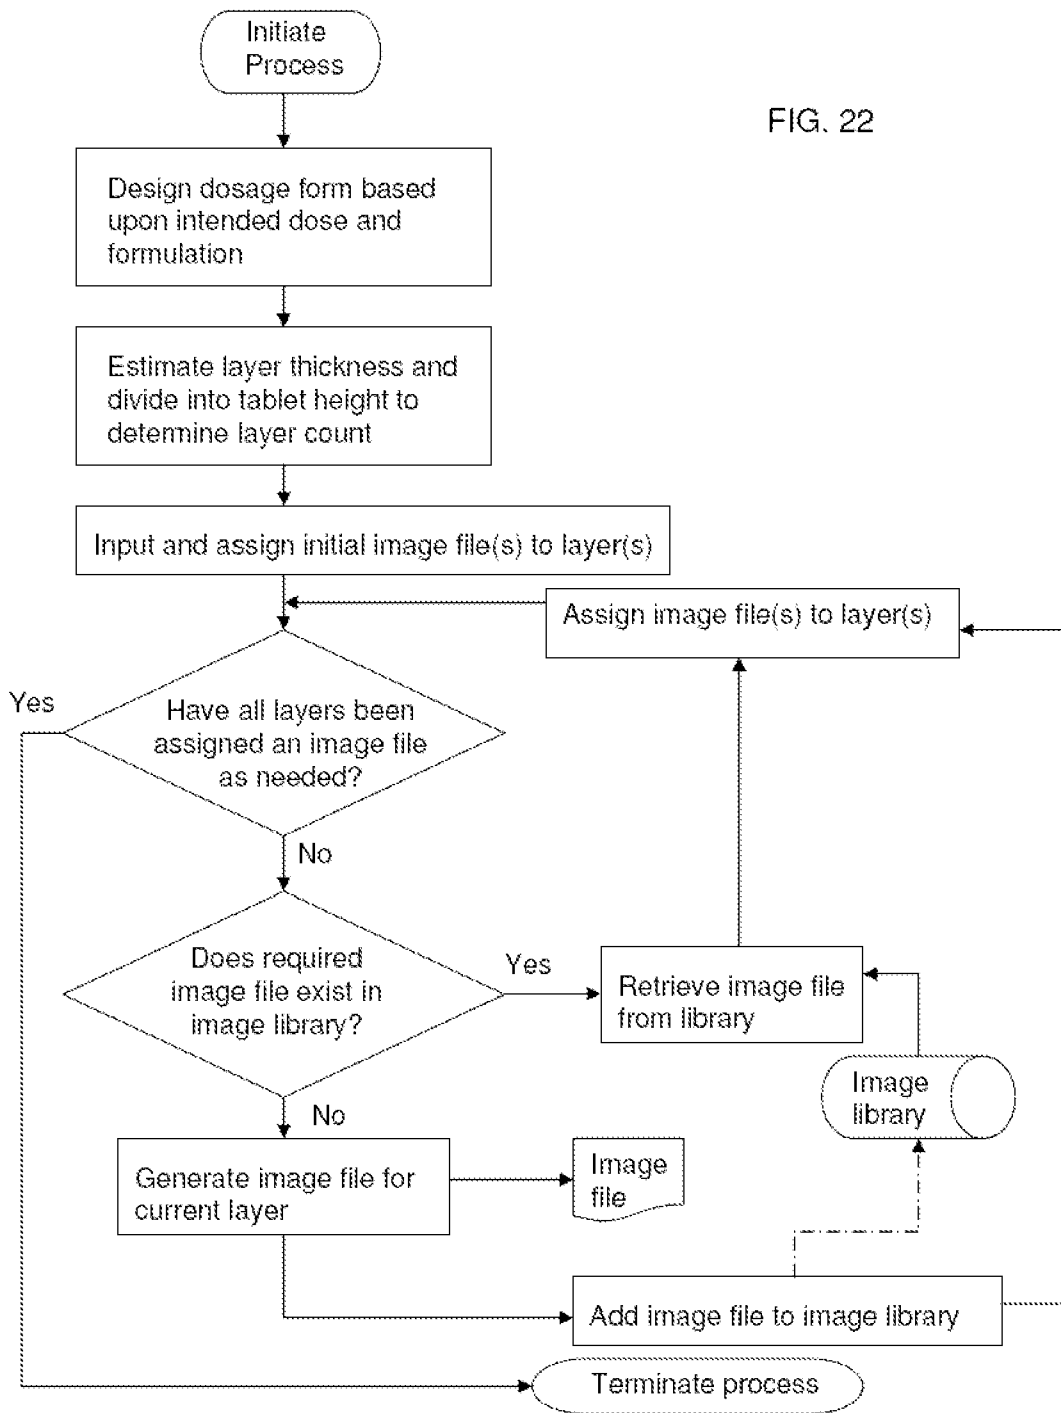 Initiate
Process
FIG. 22
Design dosage form based
upon intended dose and
formulation
Estimate layer thickness and
divide into tablet height to
determine layer count
Input and assign initial image file(s) to layer(s)
Assign image file(s) to layer(s)
Yes
Have all layers been
assigned an image file
as needed?
No
Does required
image file exist in
image library?
Yes
Retrieve image file
from library
Image
library
No
Generate image file for
current layer
Image
file
Add image file to image library
Terminate process